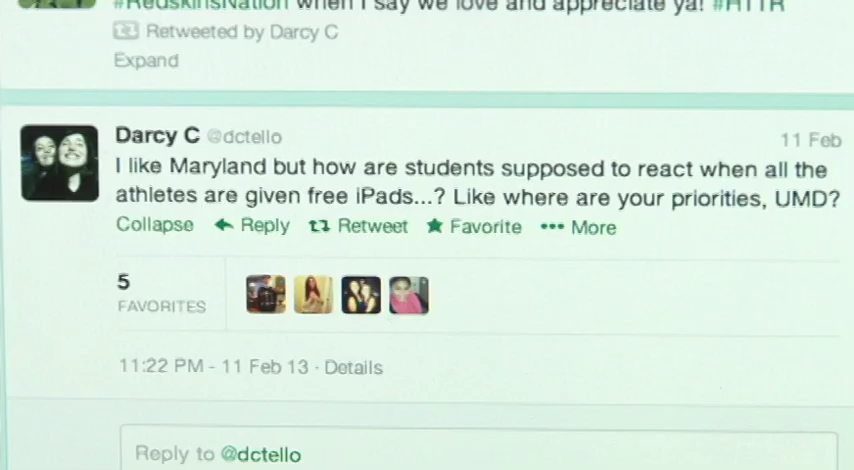 #RedskinsNation when I say we love and appreciate ya! #HTTR
Retweeted by Darcy C
Expand
Darcy C @dctello
11 Feb
I like Maryland but how are students supposed to react when all the
athletes are given free iPads...? Like where are your priorities, UMD?
Collapse Reply Retweet Favorite ••• More
5
FAVORITES
11:22 PM - 11 Feb 13 · Details
Reply to @dctello